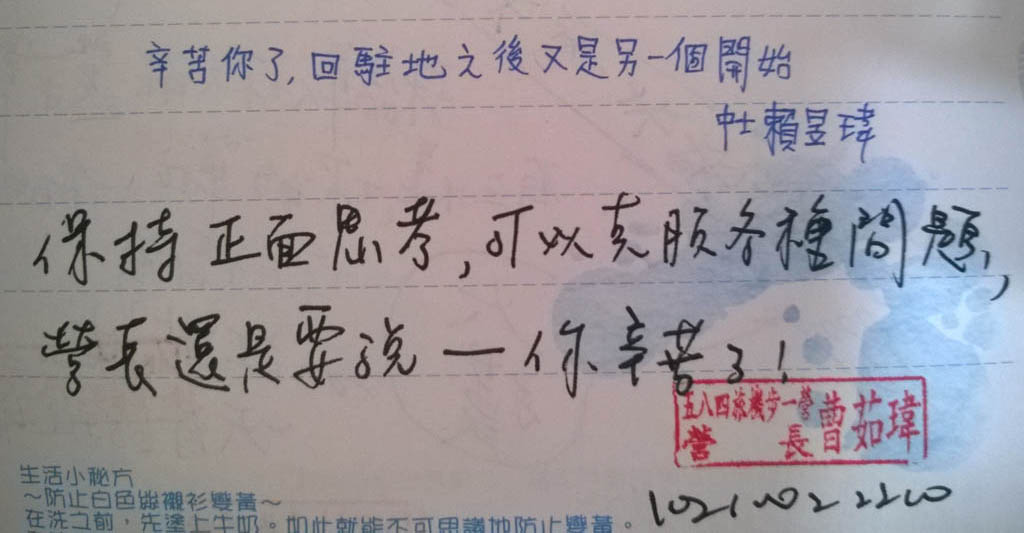 辛苦你了,回駐地之後又是另一個開始
中士賴昱瑋
保持正面思考,可以克服各種問題,
營長還是要說—你辛苦了!
五八四旅機步一營
營長曹茹瑋
1021002 2210
生活小秘方
～防止白色絲襯衫變黃～
在洗之前，先塗上牛奶。如此就能不可思議地防止變黃。